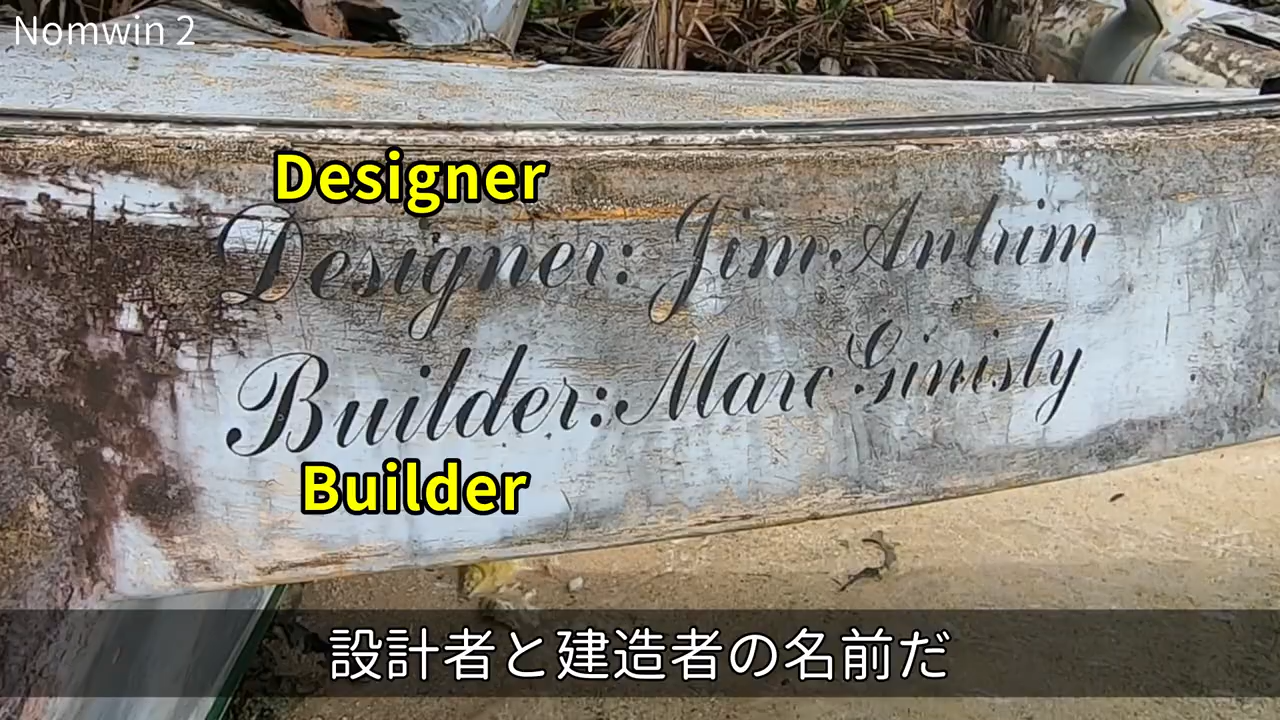 Nomwin 2
Designer
Designer: Jim Antrim
Builder: Marc Ginisty
Builder
設計者と建造者の名前だ